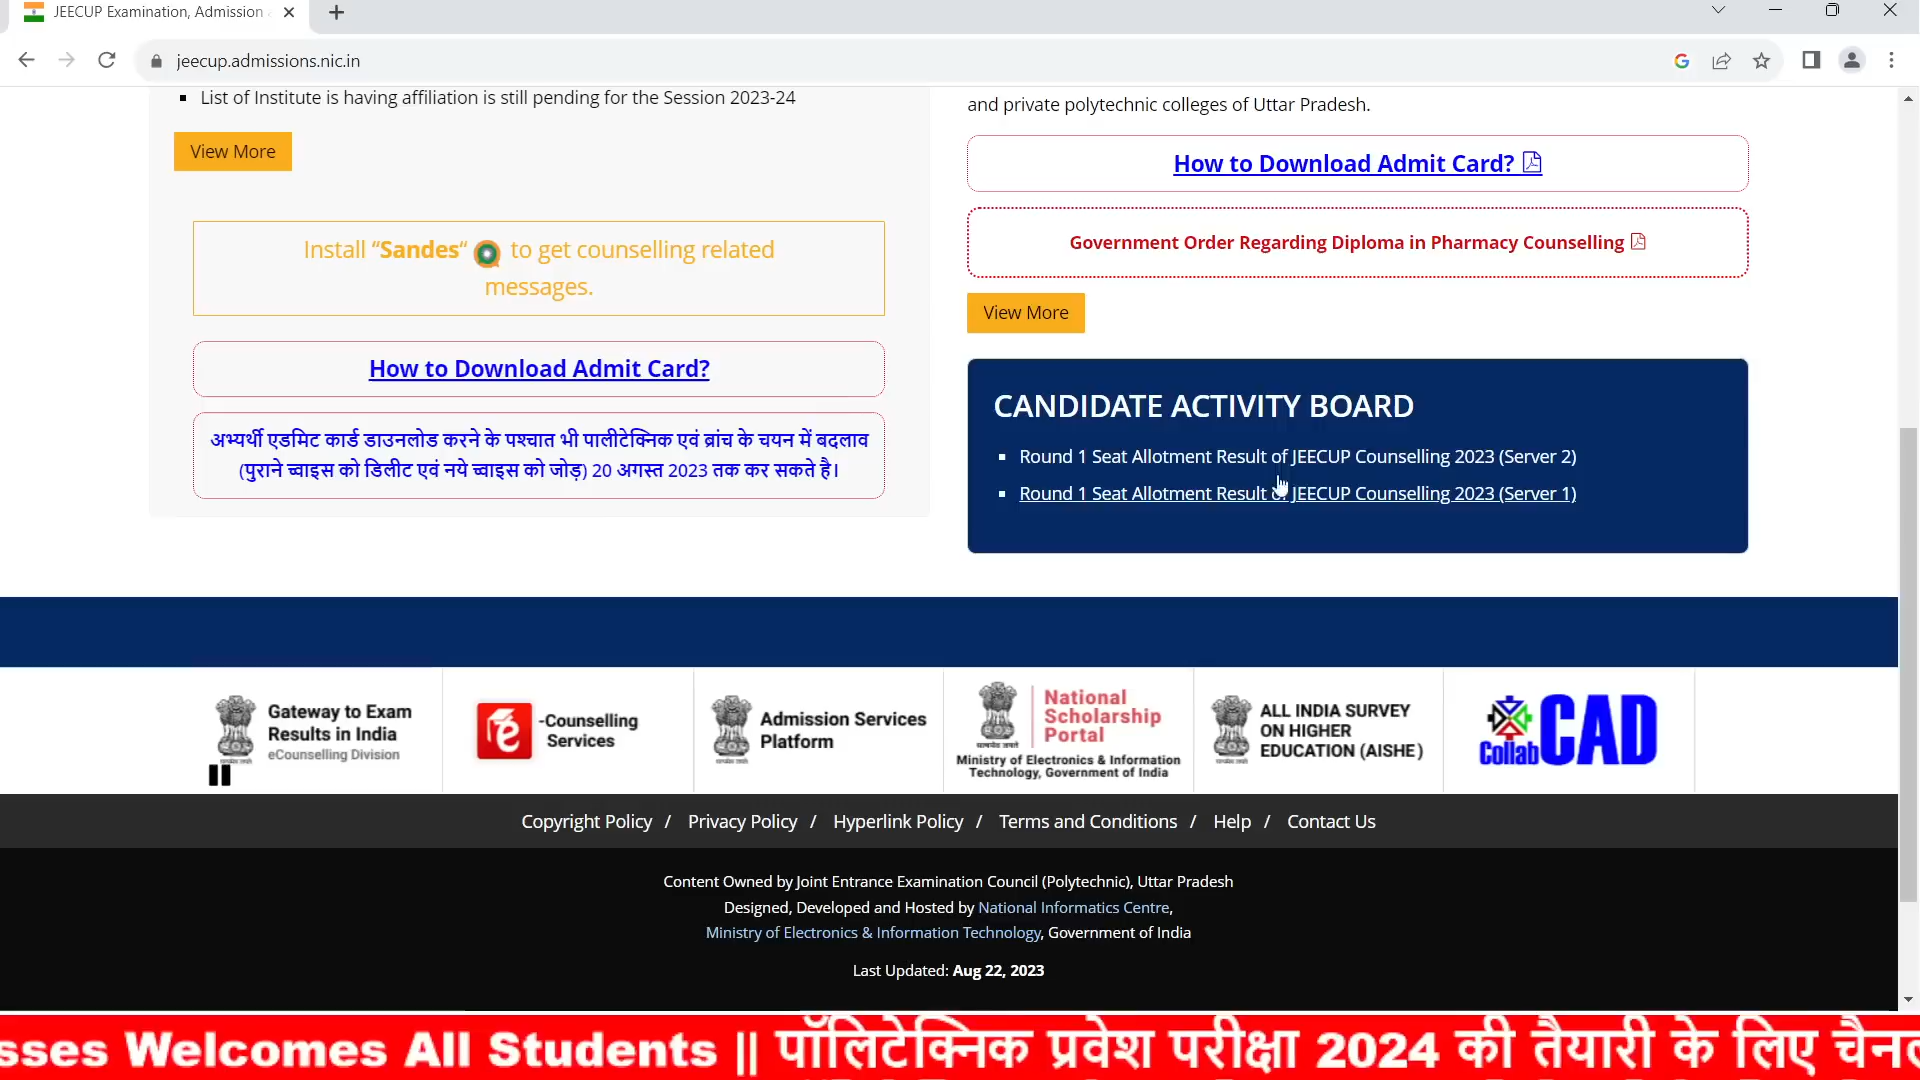 JEECUP Examination, Admission
jeecup.admissions.nic.in
List of Institute is having affiliation is still pending for the Session 2023-24
View More
Install “Sandes“ to get counselling related
messages.
How to Download Admit Card?
अभ्यर्थी एडमिट कार्ड डाउनलोड करने के पश्चात भी पालीटेक्निक एवं ब्रांच के चयन में बदलाव
(पुराने च्वाइस को डिलीट एवं नये च्वाइस को जोड़) 20 अगस्त 2023 तक कर सकते है।
and private polytechnic colleges of Uttar Pradesh.
How to Download Admit Card?
Government Order Regarding Diploma in Pharmacy Counselling
View More
CANDIDATE ACTIVITY BOARD
Round 1 Seat Allotment Result of JEECUP Counselling 2023 (Server 2)
Round 1 Seat Allotment Result of JEECUP Counselling 2023 (Server 1)
Gateway to Exam
Results in India
eCounselling Division
e-Counselling
Services
Admission Services
Platform
National
Scholarship
Portal
Ministry of Electronics & Information
Technology, Government of India
ALL INDIA SURVEY
ON HIGHER
EDUCATION (AISHE)
Collab CAD
Copyright Policy / Privacy Policy / Hyperlink Policy / Terms and Conditions / Help / Contact Us
Content Owned by Joint Entrance Examination Council (Polytechnic), Uttar Pradesh
Designed, Developed and Hosted by National Informatics Centre,
Ministry of Electronics & Information Technology, Government of India
Last Updated: Aug 22, 2023
sses Welcomes All Students || पॉलिटेक्निक प्रवेश परीक्षा 2024 की तैयारी के लिए